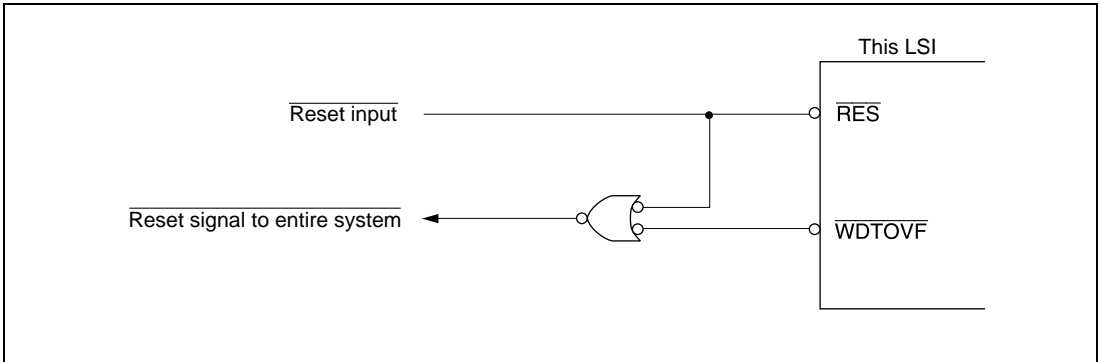 This LSI
Reset input
RES
Reset signal to entire system
WDTOVF